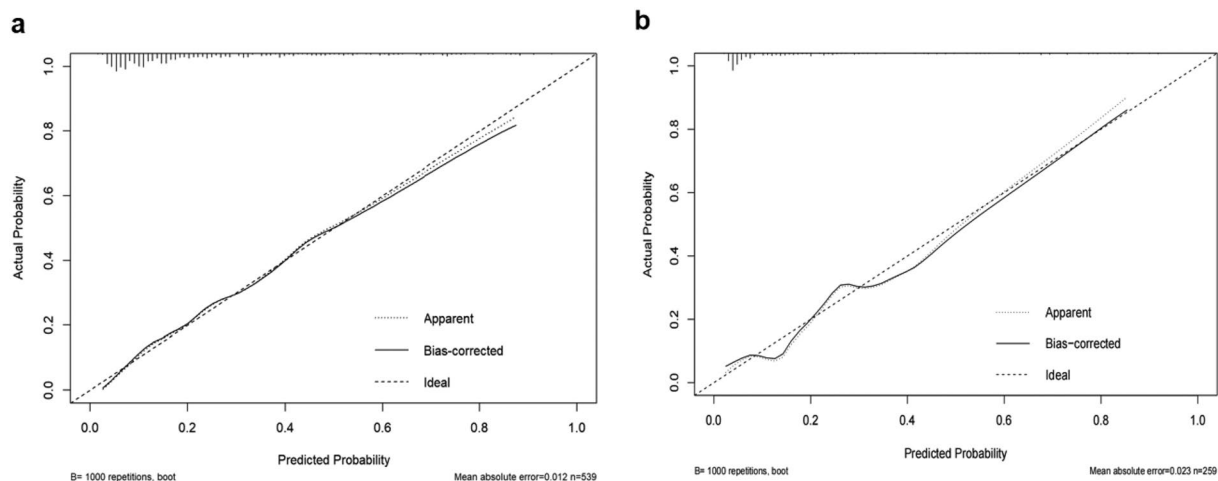 a
Actual Probability
1.0
0.8
0.6
0.4
0.2
0.0
Apparent
Bias-corrected
Ideal
0.0 0.2 0.4 0.6 0.8 1.0
Predicted Probability
B= 1000 repetitions, boot
Mean absolute error=0.012 n=539
b
Actual Probability
1.0
0.8
0.6
0.4
0.2
0.0
Apparent
Bias-corrected
Ideal
0.0 0.2 0.4 0.6 0.8 1.0
Predicted Probability
B= 1000 repetitions, boot
Mean absolute error=0.023 n=259